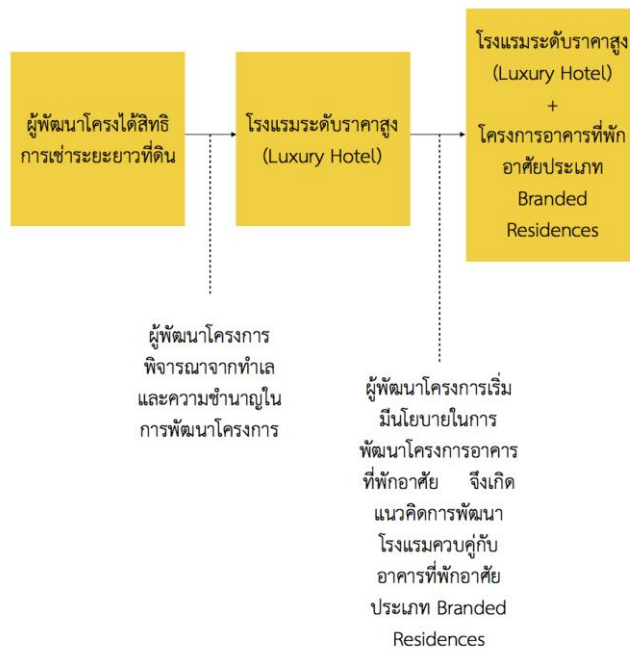 ผู้พัฒนาโครงได้สิทธิ
การเช่าระยะยาวที่ดิน
โรงแรมระดับราคาสูง
(Luxury Hotel)
โรงแรมระดับราคาสูง
(Luxury Hotel)
+
โครงการอาคารที่พัก
อาศัยประเภท
Branded
Residences
ผู้พัฒนาโครงการ
พิจารณาจากทำเล
และความชำนาญใน
การพัฒนาโครงการ
ผู้พัฒนาโครงการเริ่ม
มีนโยบายในการ
พัฒนาโครงการอาคาร
ที่พักอาศัย จึงเกิด
แนวคิดการพัฒนา
โรงแรมควบคู่กับ
อาคารที่พักอาศัย
ประเภท Branded
Residences